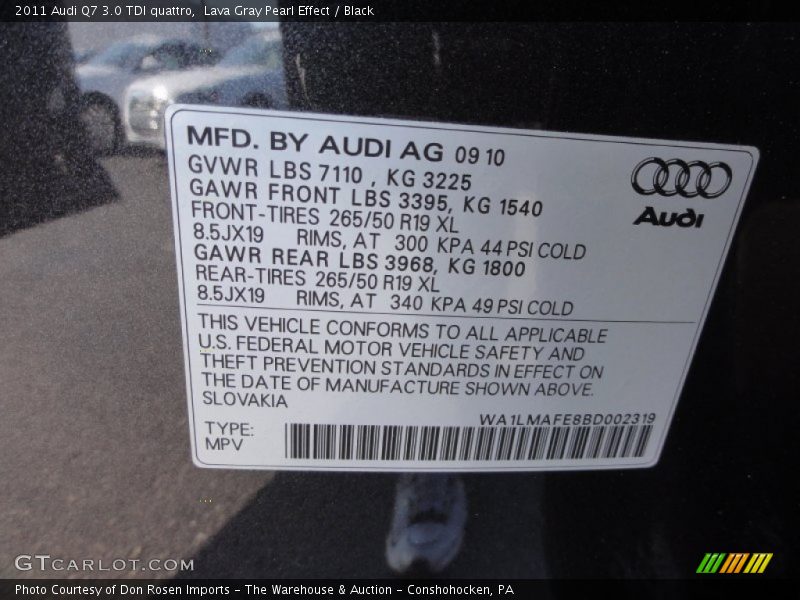 2011 Audi Q7 3.0 TDI quattro, Lava Gray Pearl Effect / Black
MFD. BY AUDI AG 09 10
GVWR LBS 7110 , KG 3225
GAWR FRONT LBS 3395, KG 1540
FRONT-TIRES 265/50 R19 XL
8.5JX19 RIMS, AT 300 KPA 44 PSI COLD
GAWR REAR LBS 3968, KG 1800
REAR-TIRES 265/50 R19 XL
8.5JX19 RIMS, AT 340 KPA 49 PSI COLD
Audi
THIS VEHICLE CONFORMS TO ALL APPLICABLE
U.S. FEDERAL MOTOR VEHICLE SAFETY AND
THEFT PREVENTION STANDARDS IN EFFECT ON
THE DATE OF MANUFACTURE SHOWN ABOVE.
SLOVAKIA
WA1LMAFE8BD002319
TYPE:
MPV
GTCARLOT.COM
Photo Courtesy of Don Rosen Imports - The Warehouse & Auction - Conshohocken, PA